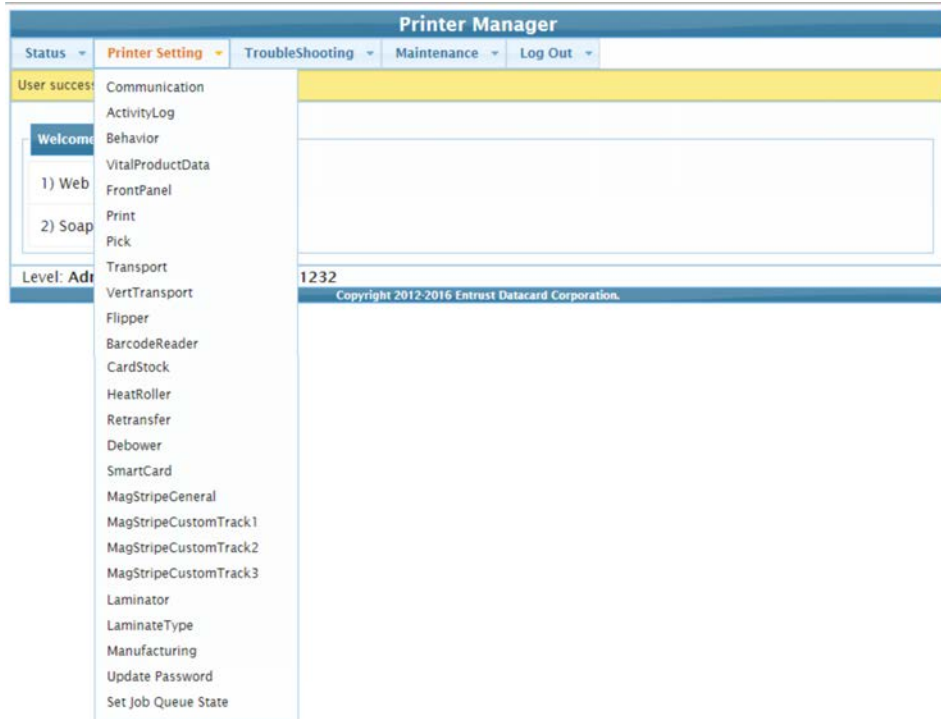 Printer Manager
Status Printer Setting TroubleShooting Maintenance Log Out
User success
Communication
ActivityLog
Welcome
Behavior
VitalProductData
1) Web
FrontPanel
Print
2) Soap
Pick
Transport
Level: Adm 1232
VertTransport
Copyright 2012-2016 Entrust Datacard Corporation.
Flipper
BarcodeReader
CardStock
HeatRoller
Retransfer
Debower
SmartCard
MagStripeGeneral
MagStripeCustomTrack1
MagStripeCustomTrack2
MagStripeCustomTrack3
Laminator
LaminateType
Manufacturing
Update Password
Set Job Queue State